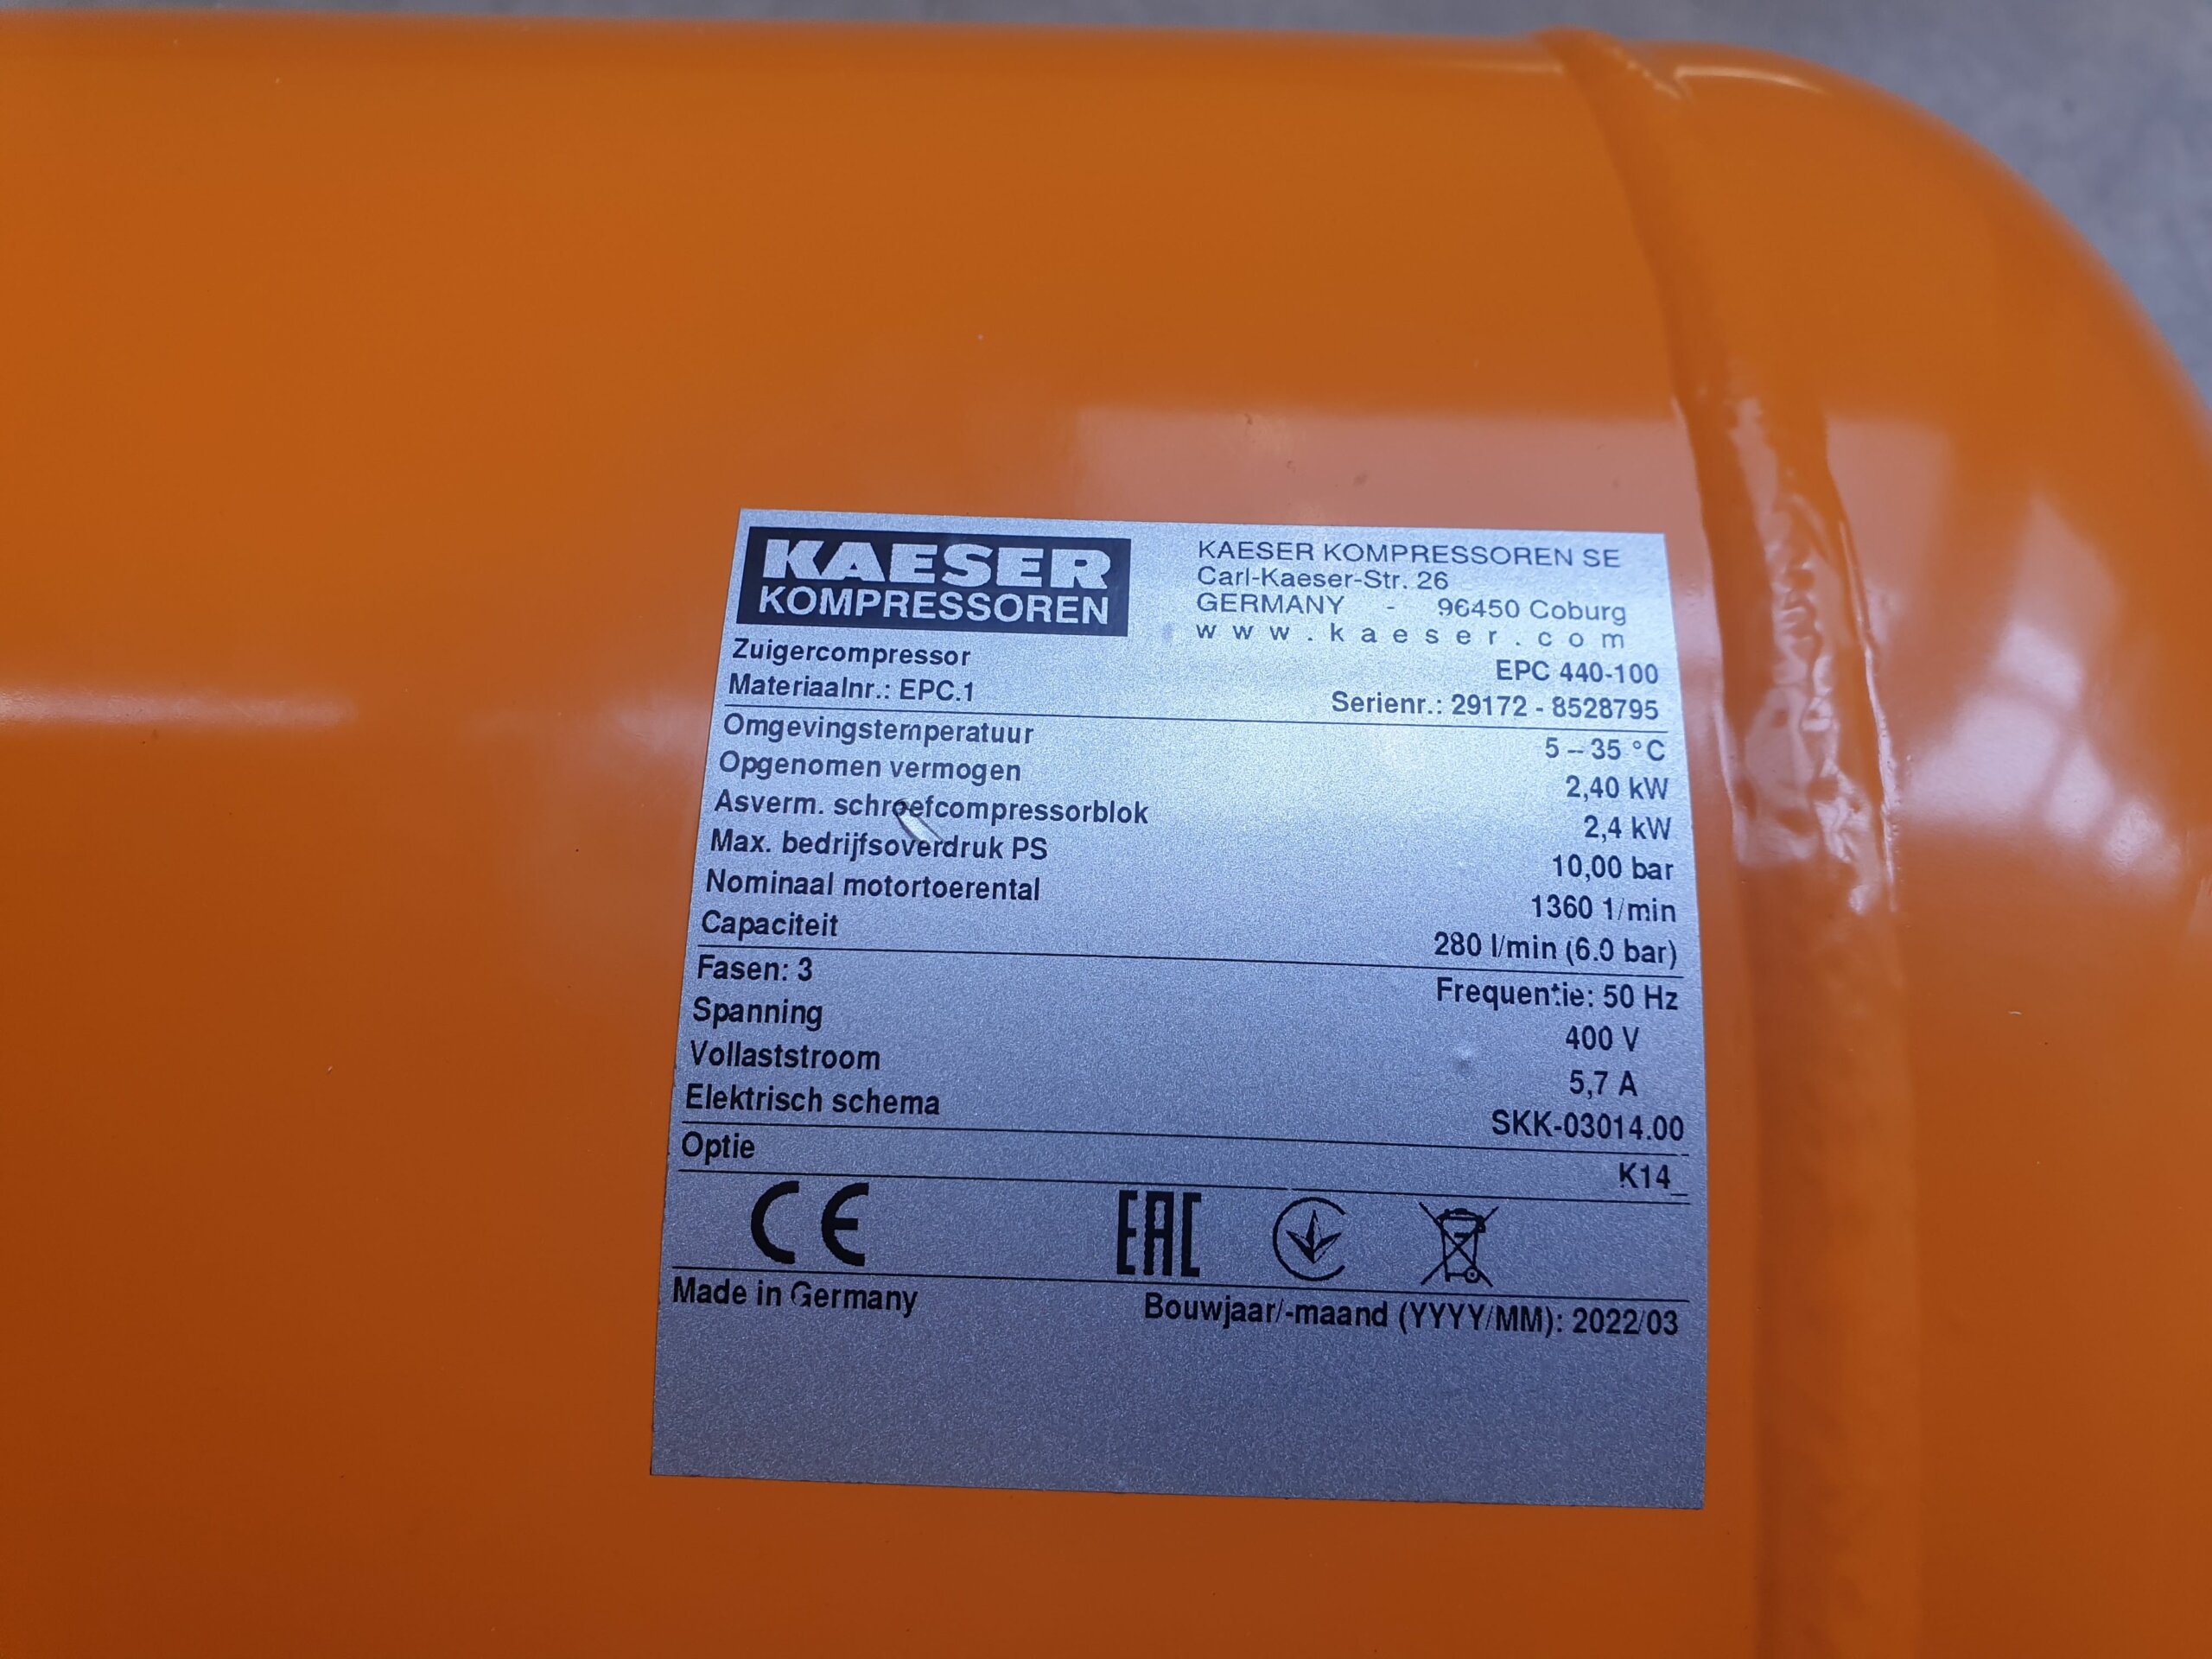 KAESER
KOMPRESSOREN
KAESER KOMPRESSOREN SE
Carl-Kaeser-Str. 26
GERMANY - 96450 Coburg
www.kaeser.com
Zuigercompressor EPC 440-100
Materiaalnr.: EPC.1 Serienr.: 29172 - 8528795
Omgevingstemperatuur 5 – 35 °C
Opgenomen vermogen 2,40 kW
Asverm. schroefcompressorblok 2,4 kW
Max. bedrijfsoverdruk PS 10,00 bar
Nominaal motortoerental 1360 1/min
Capaciteit 280 l/min (6.0 bar)
Fasen: 3 Frequentie: 50 Hz
Spanning 400 V
Vollaststroom 5,7 A
Elektrisch schema SKK-03014.00
Optie K14_
CE EAC
Made in Germany Bouwjaar/-maand (YYYY/MM): 2022/03